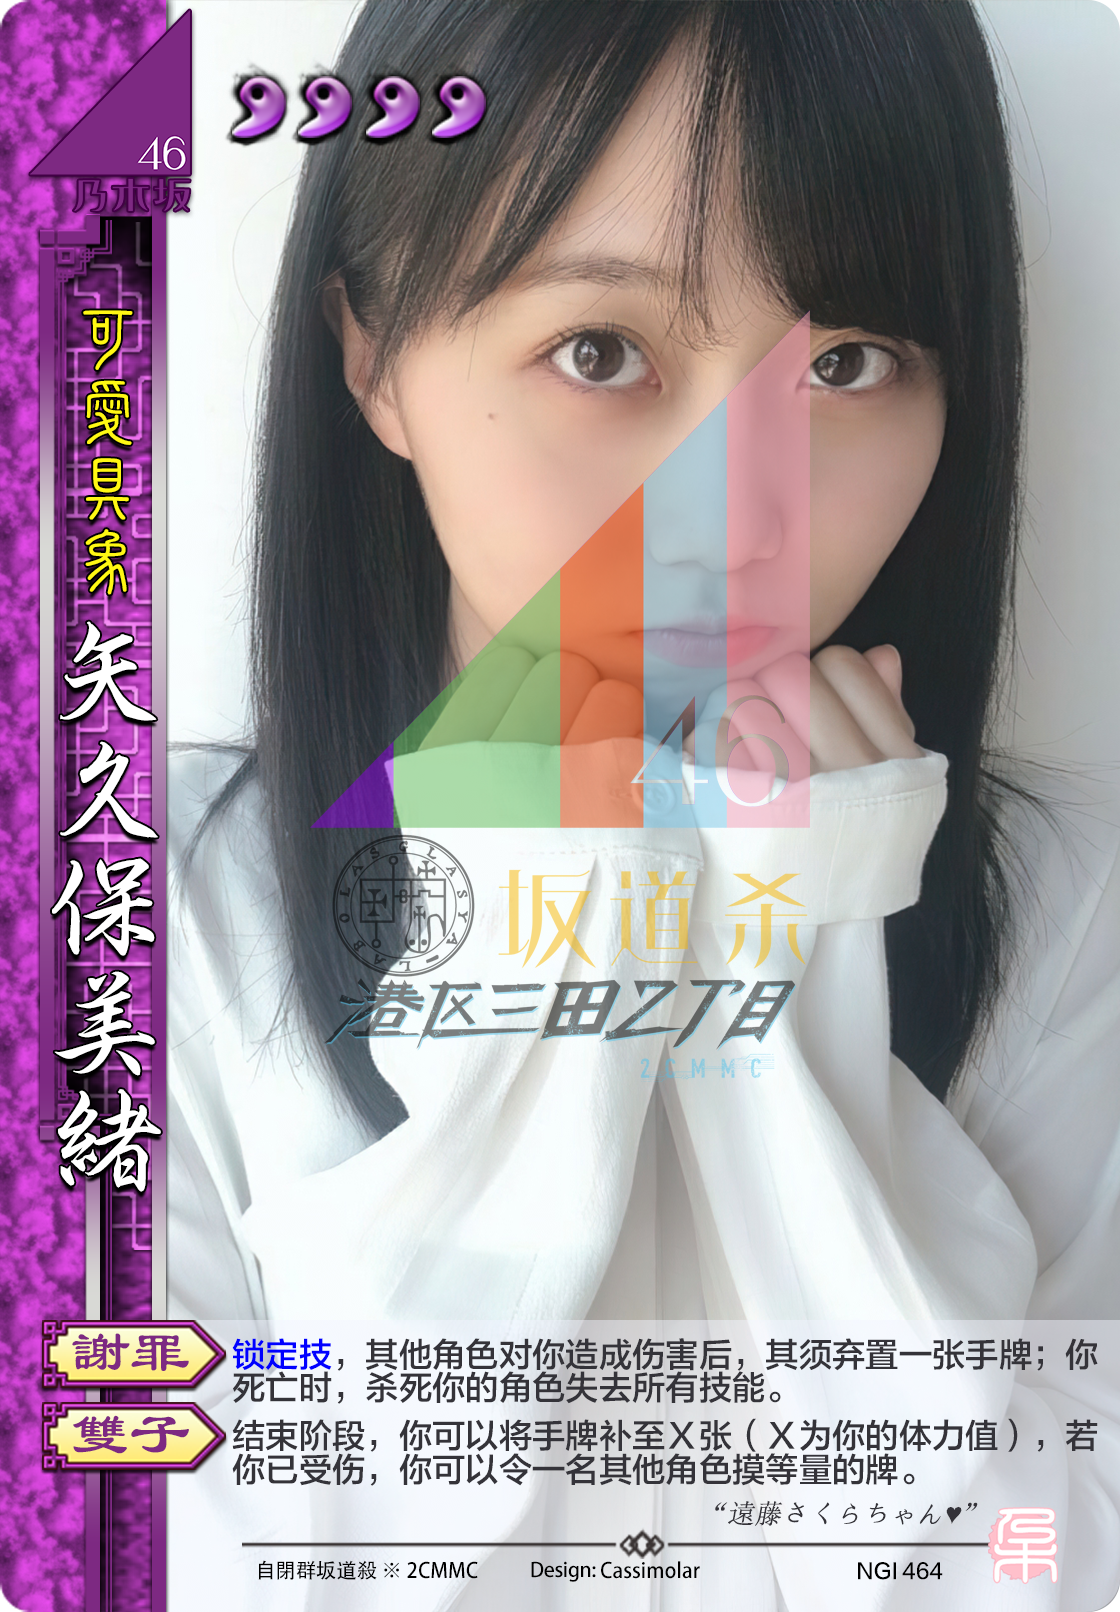 46
乃木坂
可愛具象
矢久保美緒
46
GLASYA-LABOLAS
坂道杀
港区三田乙丁目
2CMMC
謝罪
锁定技，其他角色对你造成伤害后，其须弃置一张手牌；你
死亡时，杀死你的角色失去所有技能。
雙子
结束阶段，你可以将手牌补至X张（X为你的体力值），若
你已受伤，你可以令一名其他角色摸等量的牌。
“遠藤さくらちゃん♥”
自閉群坂道殺 ※ 2CMMC
Design: Cassimolar
NGI 464